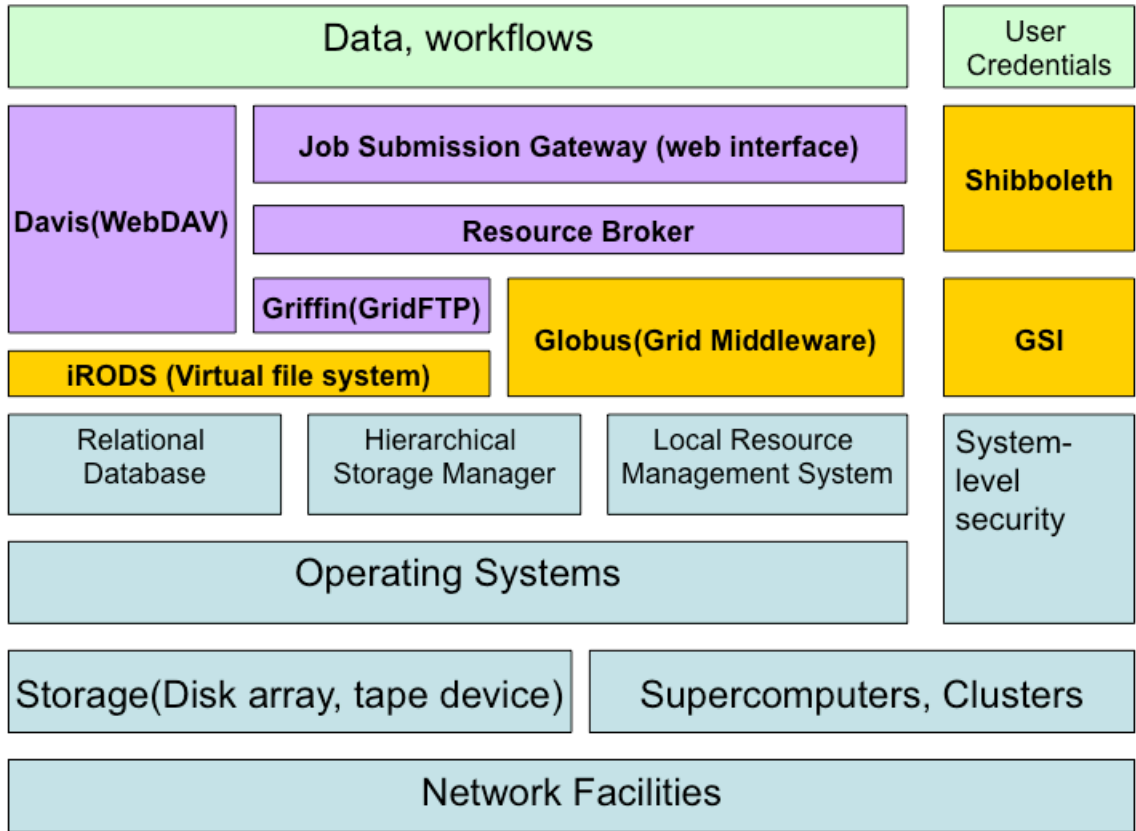 Data, workflows
User
Credentials
Davis(WebDAV)
Job Submission Gateway (web interface)
Shibboleth
Resource Broker
Griffin(GridFTP)
Globus(Grid Middleware)
GSI
iRODS (Virtual file system)
Relational
Database
Hierarchical
Storage Manager
Local Resource
Management System
System-
level
security
Operating Systems
Storage(Disk array, tape device)
Supercomputers, Clusters
Network Facilities